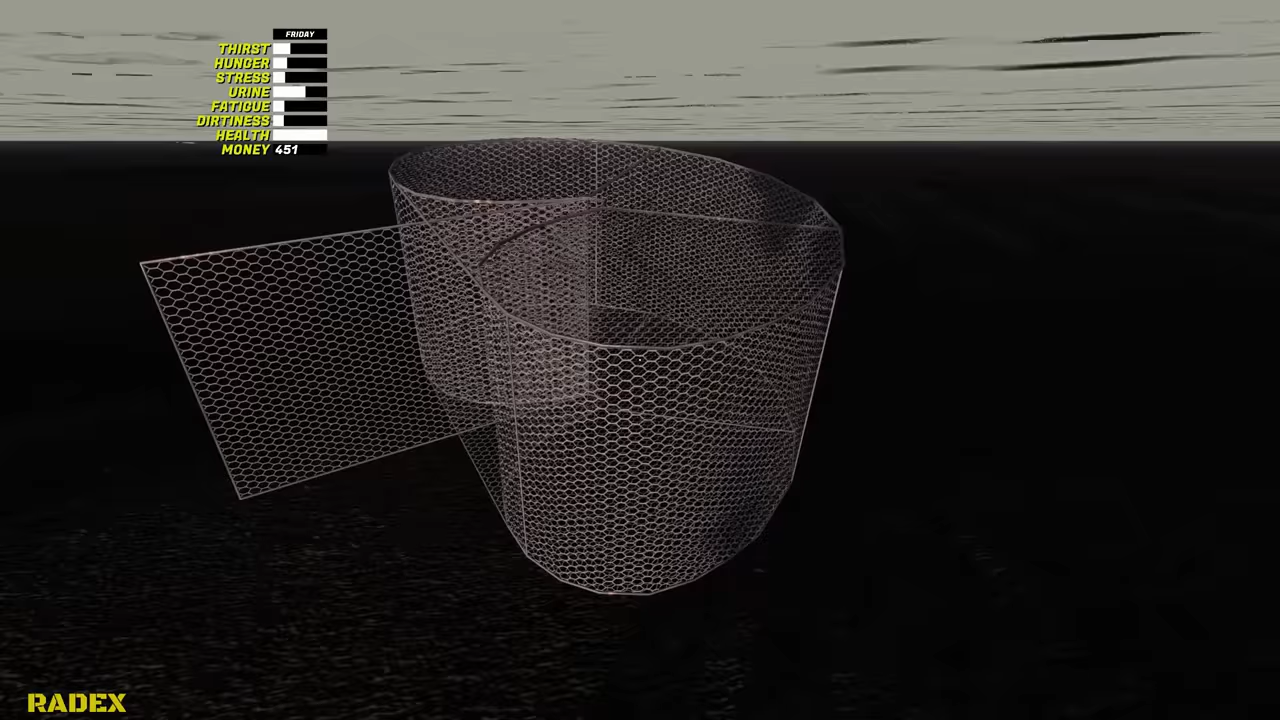 FRIDAY
THIRST
HUNGER
STRESS
URINE
FATIGUE
DIRTINESS
HEALTH
MONEY 451
RADEX